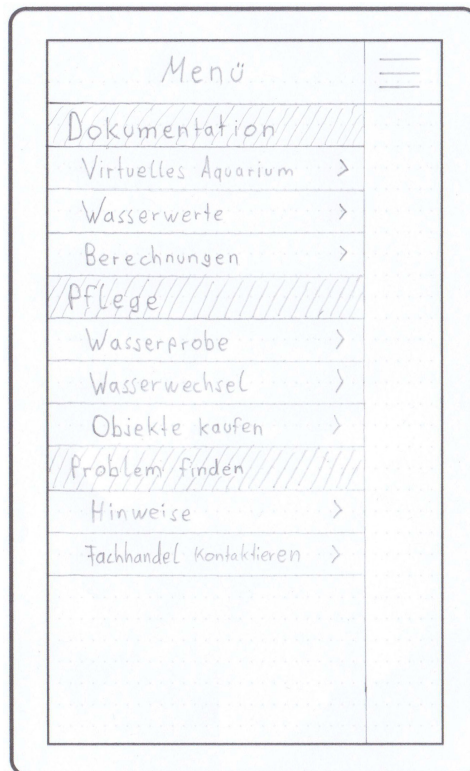 Menü
Dokumentation
Virtuelles Aquarium >
Wasserwerte >
Berechnungen >
Pflege
Wasserprobe >
Wasserwechsel >
Objekte kaufen >
Problem finden
Hinweise >
Fachhandel kontaktieren >